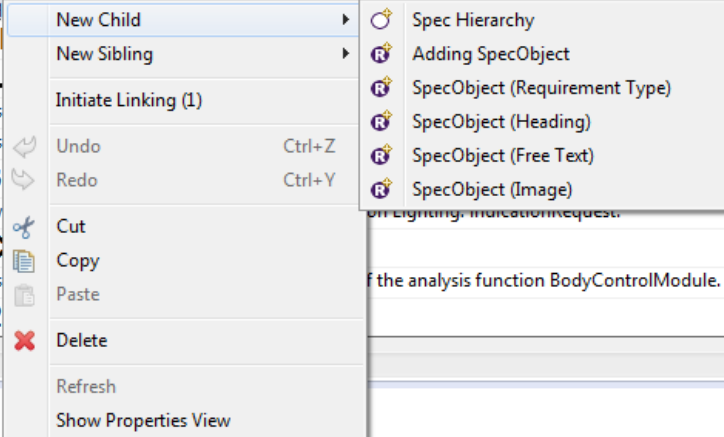 New Child
New Sibling
Initiate Linking (1)
Undo Ctrl+Z
Redo Ctrl+Y
Cut
Copy
Paste
Delete
Refresh
Show Properties View
Spec Hierarchy
Adding SpecObject
SpecObject (Requirement Type)
SpecObject (Heading)
SpecObject (Free Text)
SpecObject (Image)
on Lighting. IndicationRequest.
f the analysis function BodyControlModule.